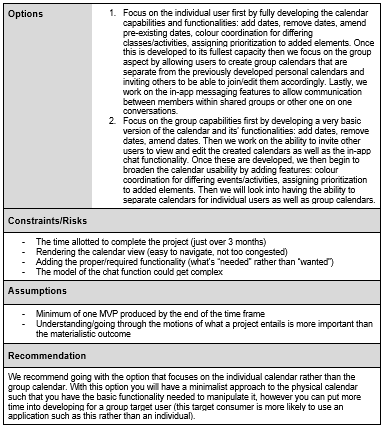 Options
1. Focus on the individual user first by fully developing the calendar
capabilities and functionalities: add dates, remove dates, amend
pre-existing dates, colour coordination for differing
classes/activities, assigning prioritization to added elements. Once
this is developed to its fullest capacity then we focus on the group
aspect by allowing users to create group calendars that are
separate from the previously developed personal calendars and
inviting others to be able to join/edit them accordingly. Lastly, we
work on the in-app messaging features to allow communication
between members within shared groups or other one on one
conversations.
2. Focus on the group capabilities first by developing a very basic
version of the calendar and its' functionalities: add dates, remove
dates, amend dates. Then we work on the ability to invite other
users to view and edit the created calendars as well as the in-app
chat functionality. Once these are developed, we then begin to
broaden the calendar usability by adding features: colour
coordination for differing events/activities, assigning prioritization
to added elements. Then we will look into having the ability to
separate calendars for individual users as well as group calendars.
Constraints/Risks
- The time allotted to complete the project (just over 3 months)
- Rendering the calendar view (easy to navigate, not too congested)
- Adding the proper/required functionality (what's "needed" rather than "wanted")
- The model of the chat function could get complex
Assumptions
- Minimum of one MVP produced by the end of the time frame
- Understanding/going through the motions of what a project entails is more important than
the materialistic outcome
Recommendation
We recommend going with the option that focuses on the individual calendar rather than the
group calendar. With this option you will have a minimalist approach to the physical calendar
such that you have the basic functionality needed to manipulate it, however you can put more
time into developing for a group target user (this target consumer is more likely to use an
application such as this rather than an individual).